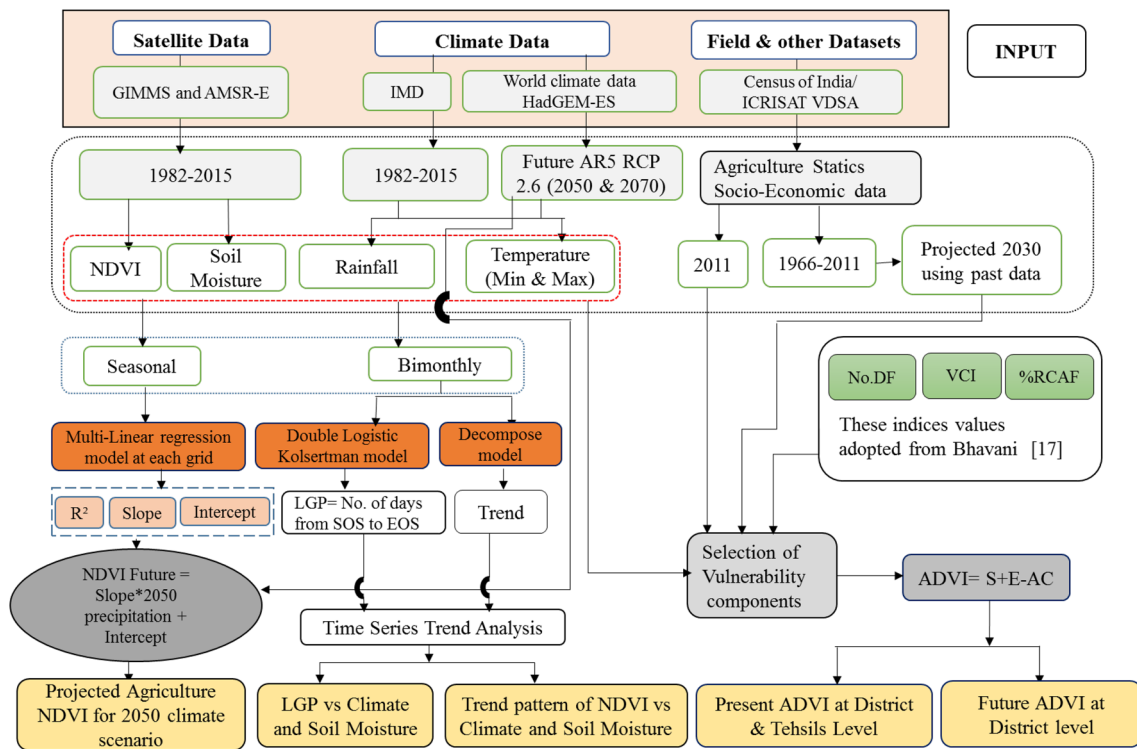 Satellite Data
Climate Data
Field & other Datasets
INPUT
GIMMS and AMSR-E
IMD
World climate data
HadGEM-ES
Census of India/
ICRISAT VDSA
1982-2015
1982-2015
Future AR5 RCP
2.6 (2050 & 2070)
Agriculture Statics
Socio-Economic data
NDVI
Soil
Moisture
Rainfall
Temperature
(Min & Max)
2011
1966-2011
Projected 2030
using past data
Seasonal
Bimonthly
No.DF
VCI
%RCAF
These indices values
adopted from Bhavani [17]
Multi-Linear regression
model at each grid
Double Logistic
Kolsertman model
Decompose
model
R²
Slope
Intercept
LGP= No. of days
from SOS to EOS
Trend
NDVI Future =
Slope*2050
precipitation +
Intercept
Selection of
Vulnerability
components
ADVI= S+E-AC
Time Series Trend Analysis
Projected Agriculture
NDVI for 2050 climate
scenario
LGP vs Climate
and Soil Moisture
Trend pattern of NDVI vs
Climate and Soil Moisture
Present ADVI at District
& Tehsils Level
Future ADVI at
District level